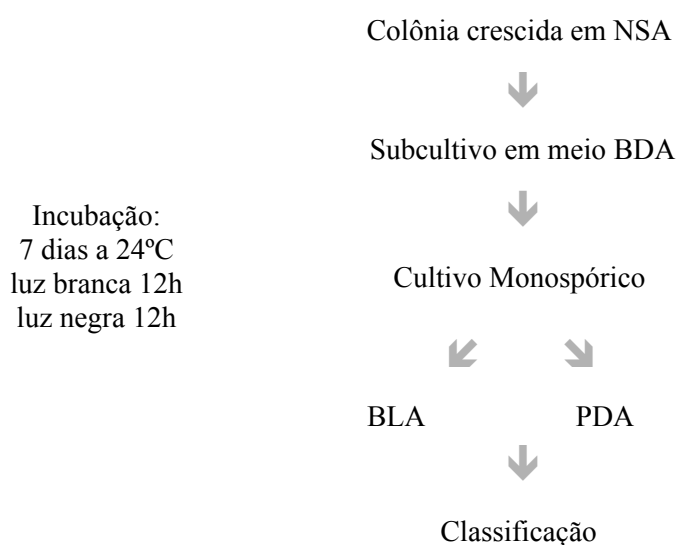 Colônia crescida em NSA
Subcultivo em meio BDA
Incubação:
7 dias a 24ºC
luz branca 12h
luz negra 12h
Cultivo Monospórico
BLA PDA
Classificação